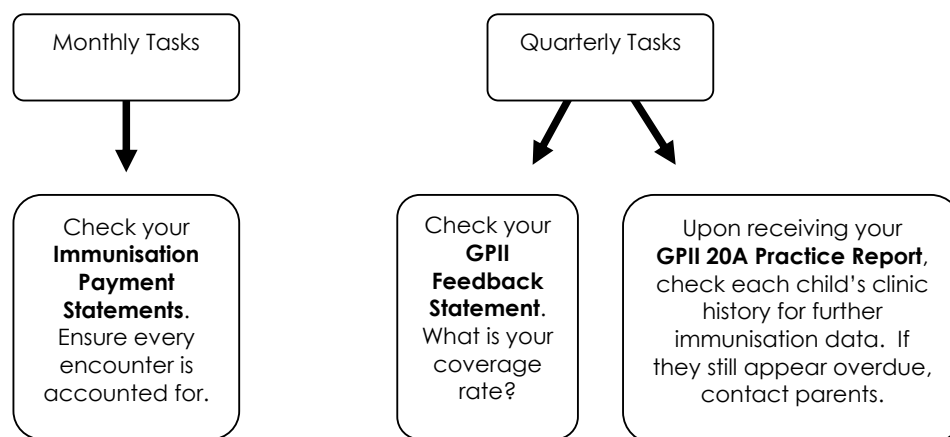 Monthly Tasks
Quarterly Tasks
Check your
Immunisation
Payment
Statements.
Ensure every
encounter is
accounted for.
Check your
GPII
Feedback
Statement.
What is your
coverage
rate?
Upon receiving your
GPII 20A Practice Report,
check each child’s clinic
history for further
immunisation data.  If
they still appear overdue,
contact parents.